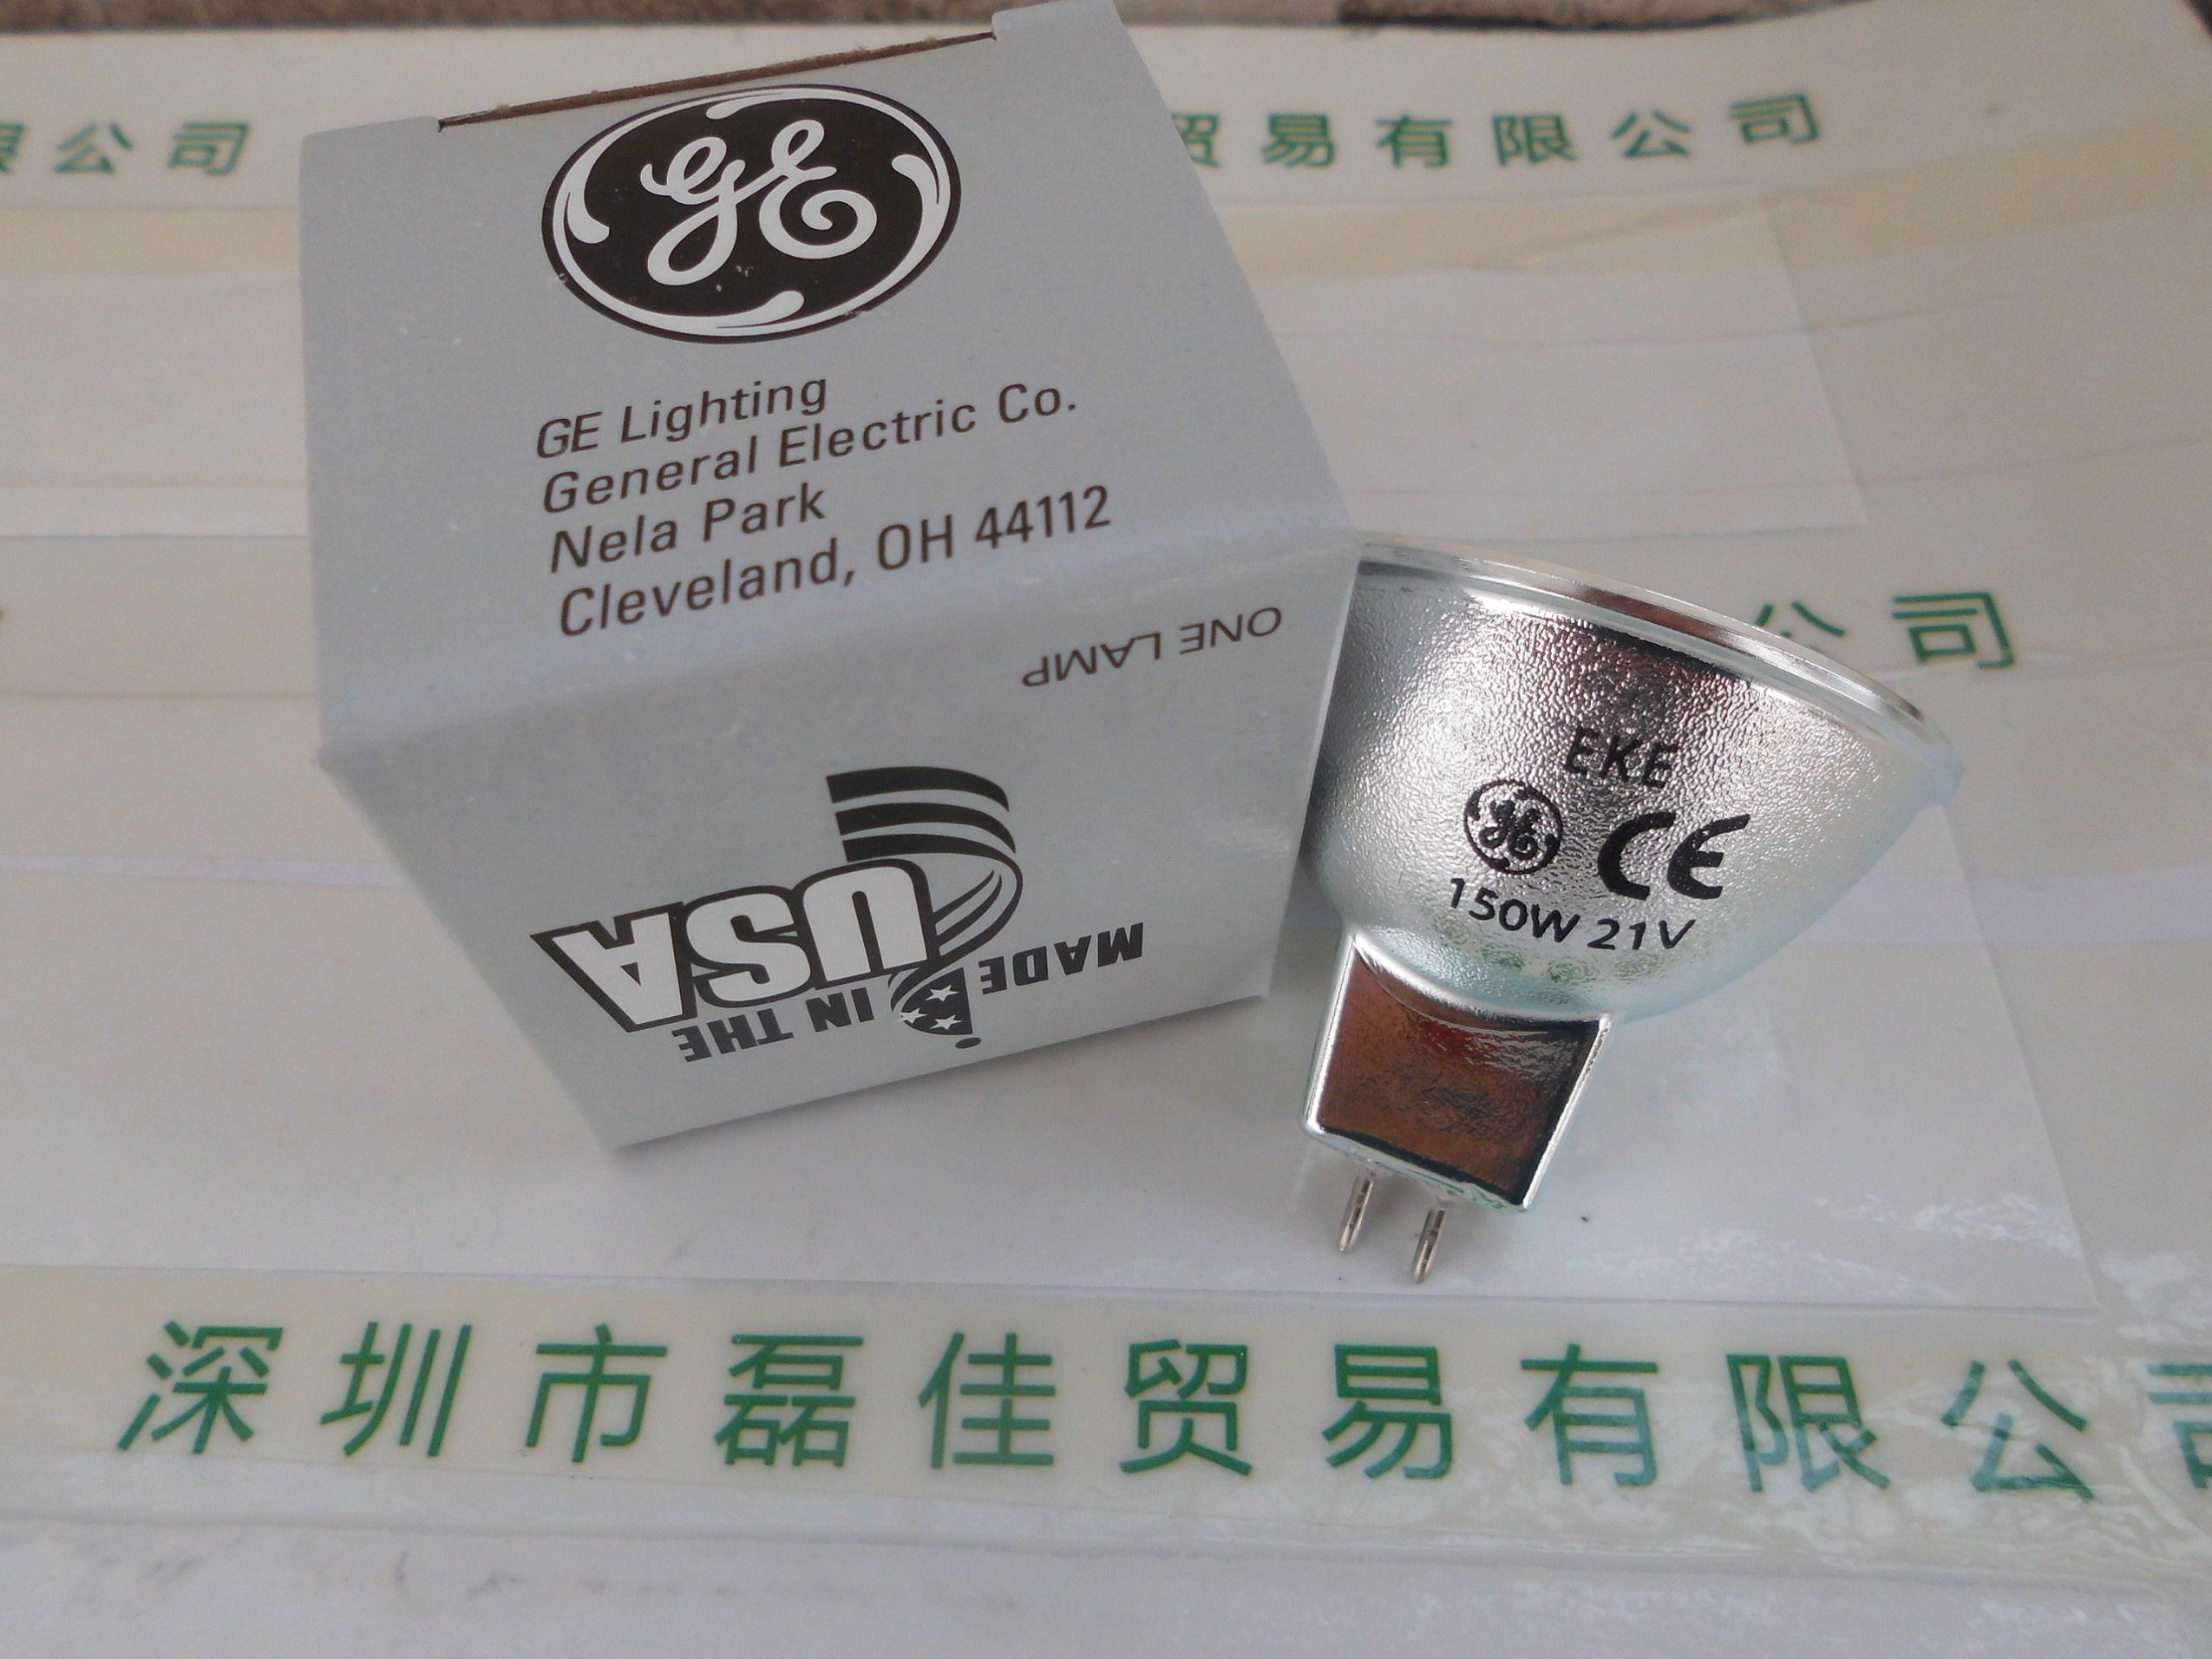 限公司
贸易有限公司
GE
GE Lighting
General Electric Co.
Nela Park
Cleveland, OH 44112
ONE LAMP
MADE IN THE
USA
公司
EKE
GE CE
150W 21V
深圳市磊佳贸易有限公司